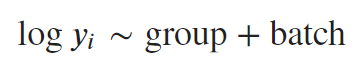 log yᵢ ~ group + batch